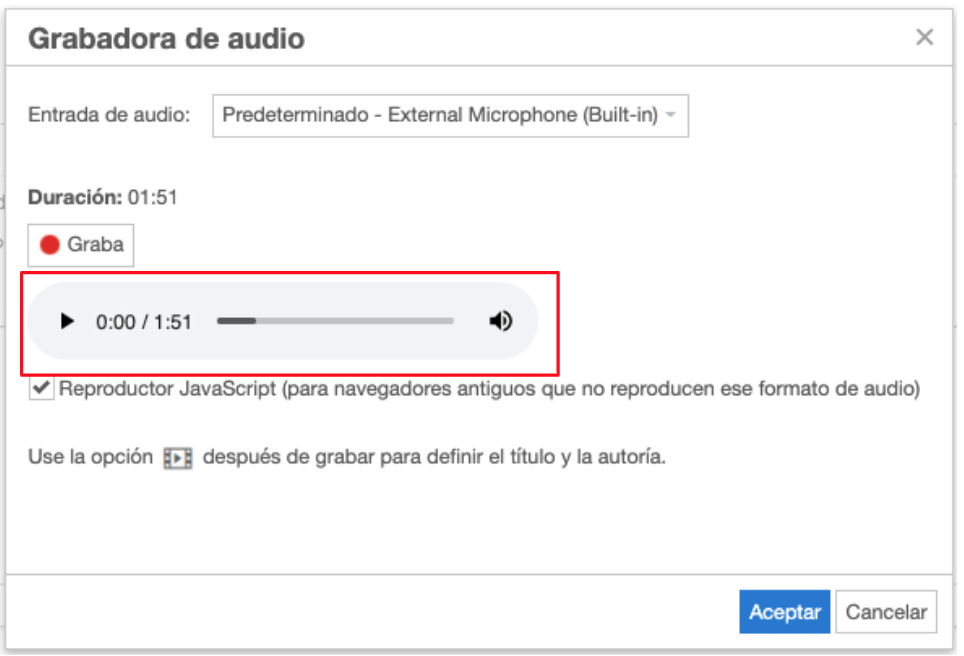 Grabadora de audio
Entrada de audio: Predeterminado - External Microphone (Built-in)
Duración: 01:51
Graba
0:00 / 1:51
Reproductor JavaScript (para navegadores antiguos que no reproducen ese formato de audio)
Use la opción después de grabar para definir el título y la autoría.
Aceptar Cancelar